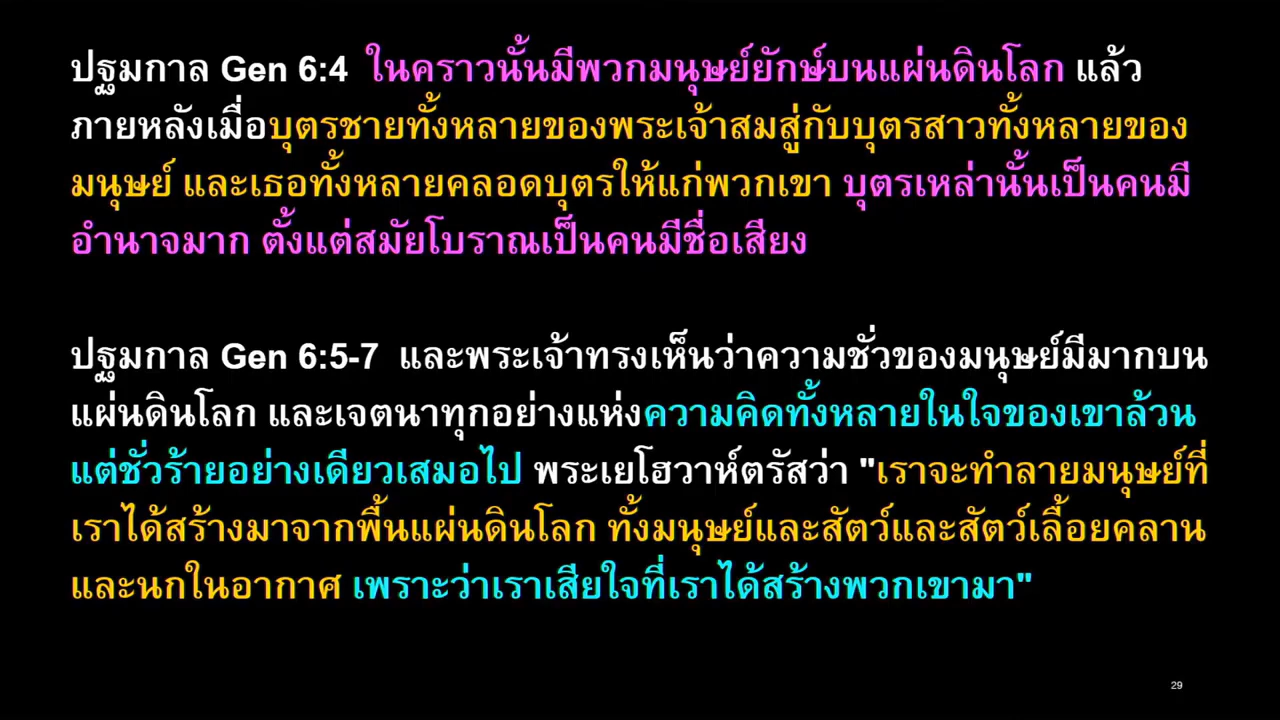 ปฐมกาล Gen 6:4  ในคราวนั้นมีพวกมนุษย์ยักษ์บนแผ่นดินโลก แล้ว
ภายหลังเมื่อบุตรชายทั้งหลายของพระเจ้าสมสู่กับบุตรสาวทั้งหลายของ
มนุษย์ และเธอทั้งหลายคลอดบุตรให้แก่พวกเขา บุตรเหล่านั้นเป็นคนมี
อำนาจมาก ตั้งแต่สมัยโบราณเป็นคนมีชื่อเสียง
ปฐมกาล Gen 6:5-7  และพระเจ้าทรงเห็นว่าความชั่วของมนุษย์มีมากบน
แผ่นดินโลก และเจตนาทุกอย่างแห่งความคิดทั้งหลายในใจของเขาล้วน
แต่ชั่วร้ายอย่างเดียวเสมอไป พระเยโฮวาห์ตรัสว่า "เราจะทำลายมนุษย์ที่
เราได้สร้างมาจากพื้นแผ่นดินโลก ทั้งมนุษย์และสัตว์และสัตว์เลื้อยคลาน
และนกในอากาศ เพราะว่าเราเสียใจที่เราได้สร้างพวกเขามา"
29